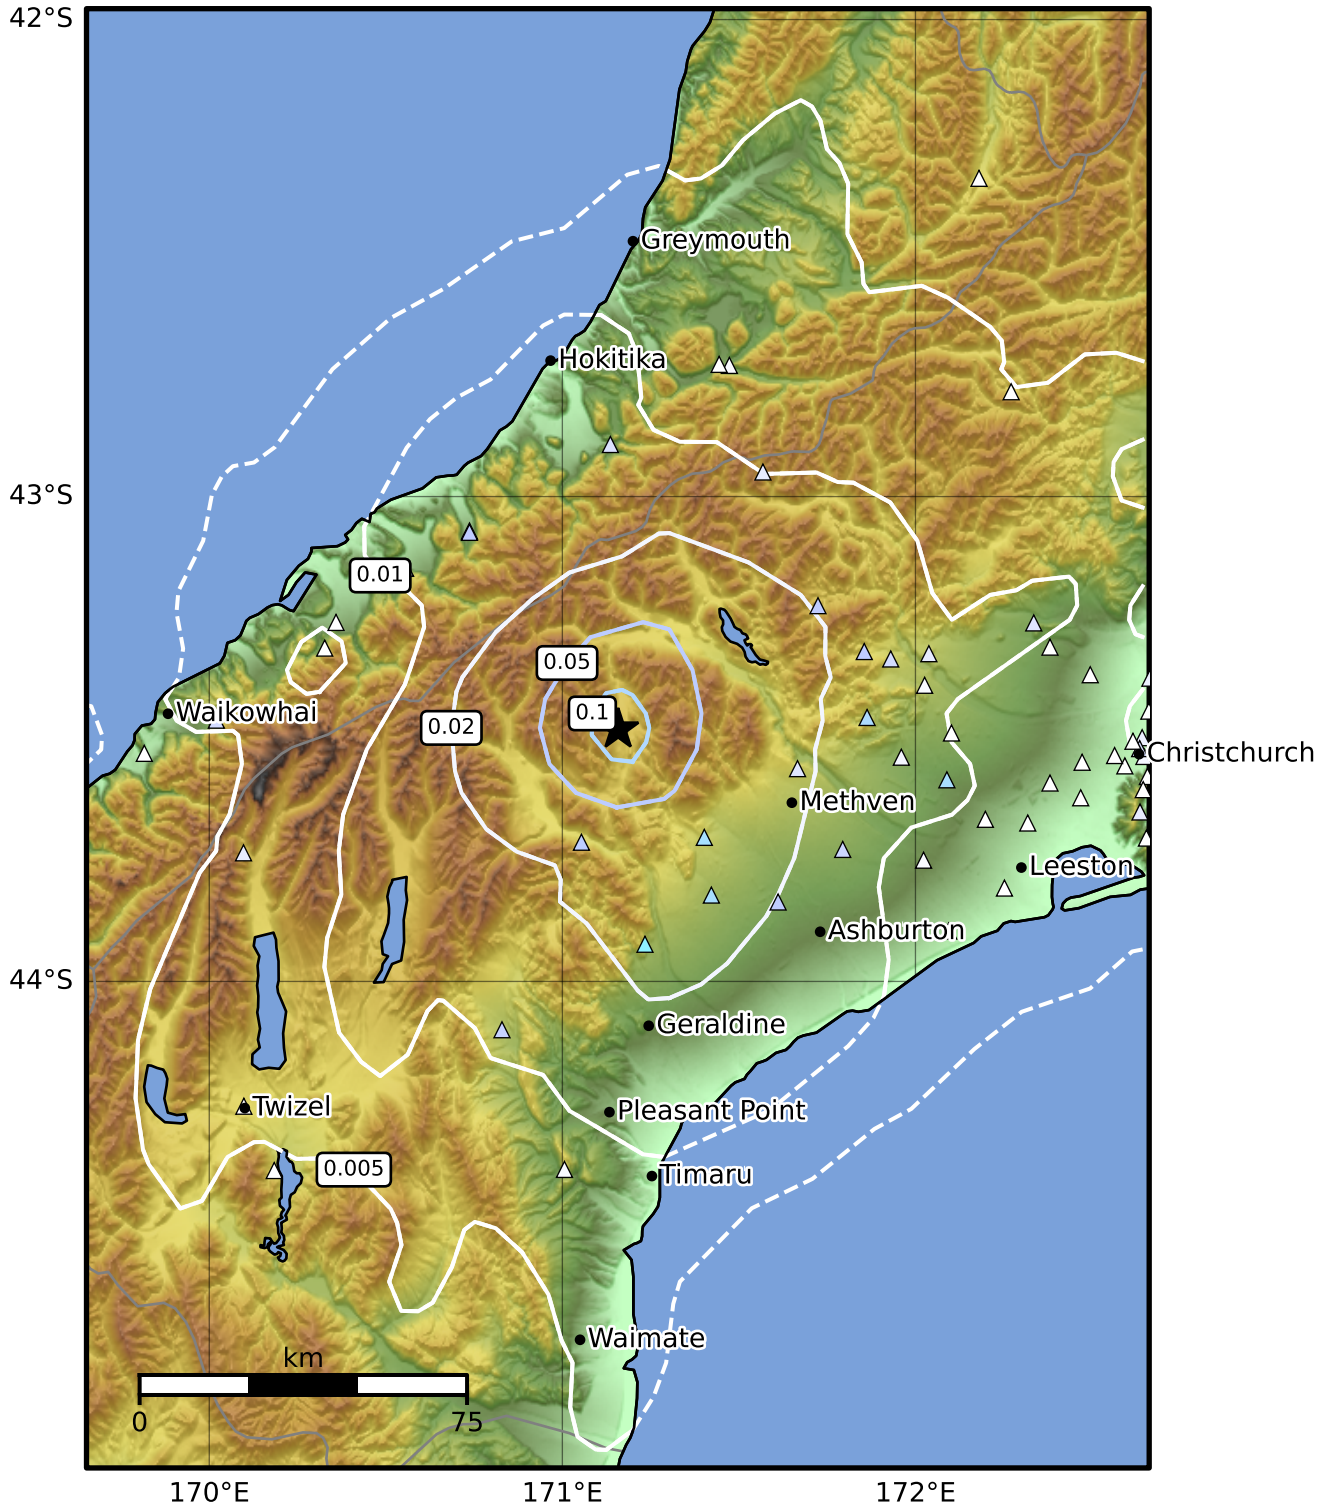 42°S
Greymouth
Hokitika
43°S
0.01
0.05
0.1
Waikowhai
0.02
Christchurch
Methven
Leeston
Ashburton
44°S
Geraldine
Twizel
Pleasant Point
0.005
Timaru
Waimate
km
0 75
170°E 171°E 172°E